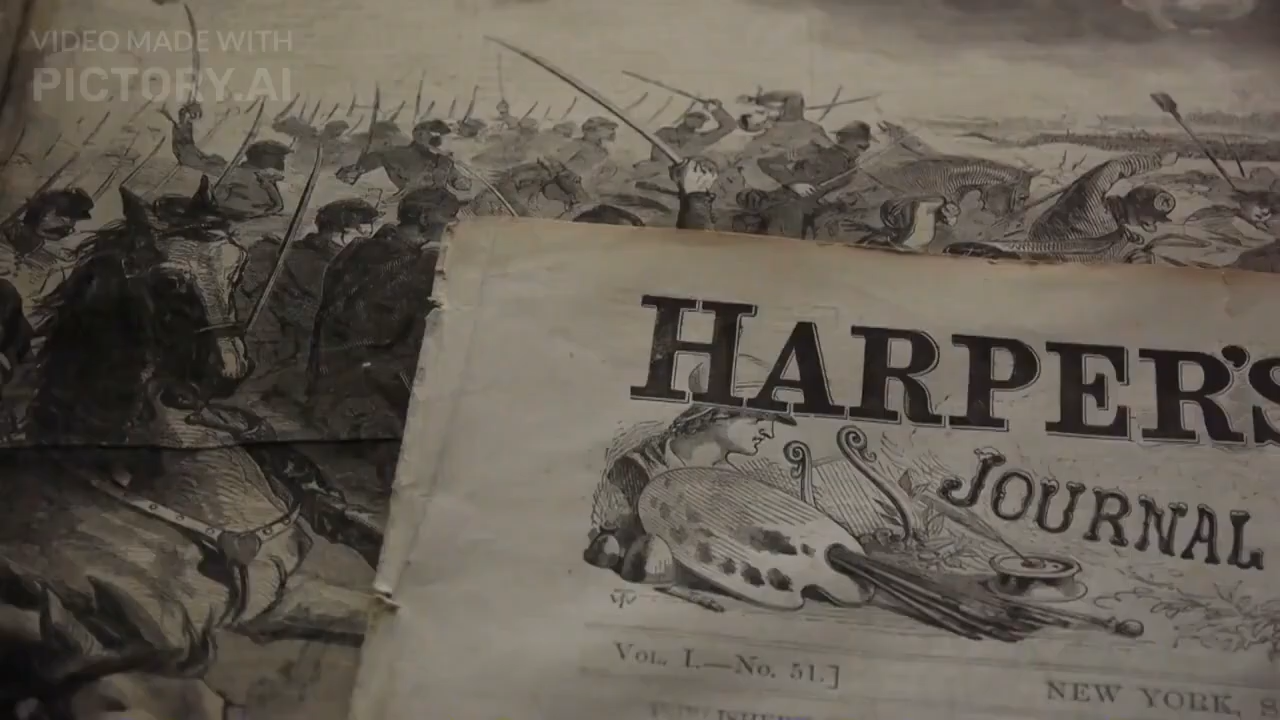 VIDEO MADE WITH
PICTORY.AI
HARPER'S
JOURNAL
VOL. I.—No. 51.]
NEW YORK, S